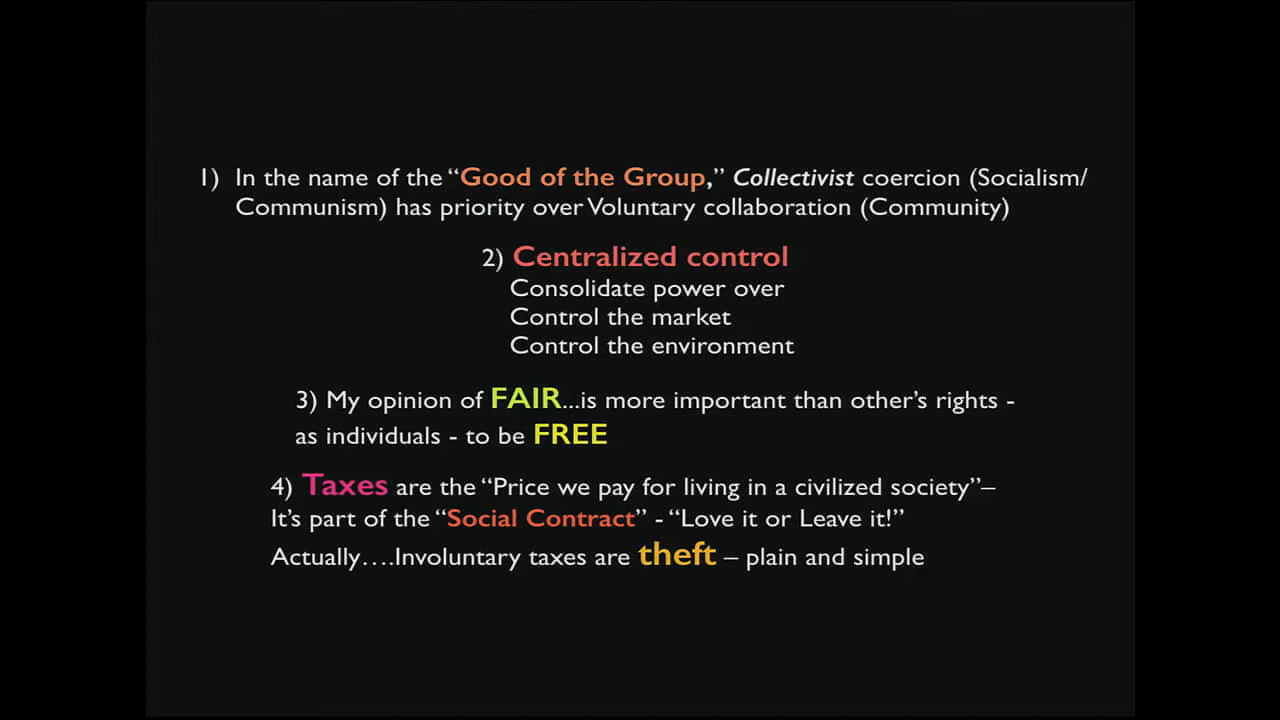 1) In the name of the “Good of the Group,” Collectivist coercion (Socialism/
Communism) has priority over Voluntary collaboration (Community)
2) Centralized control
Consolidate power over
Control the market
Control the environment
3) My opinion of FAIR...is more important than other’s rights -
as individuals - to be FREE
4) Taxes are the “Price we pay for living in a civilized society”–
It’s part of the “Social Contract” - “Love it or Leave it!”
Actually….Involuntary taxes are theft – plain and simple